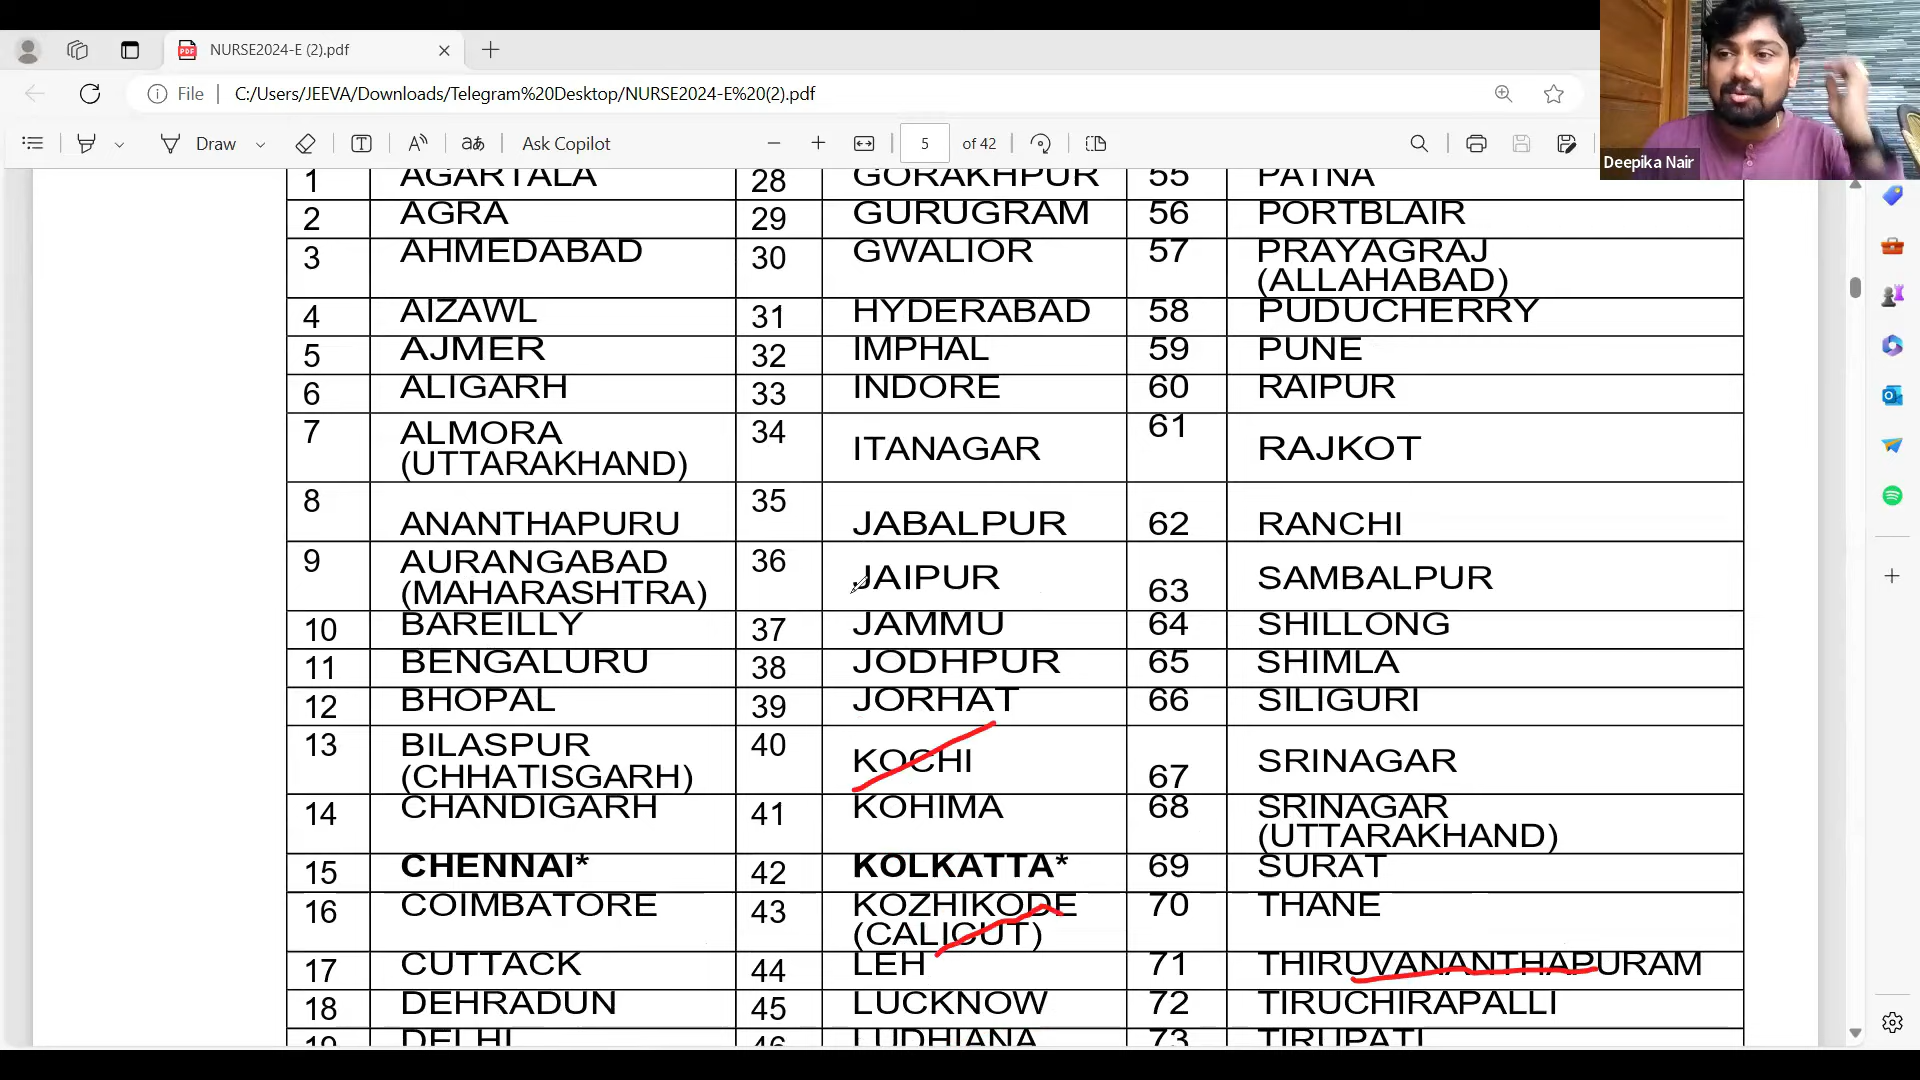 NURSE2024-E (2).pdf
File
C:/Users/JEEVA/Downloads/Telegram%20Desktop/NURSE2024-E%20(2).pdf
Draw
Ask Copilot
5 of 42
Deepika Nair
1 AGARTALA 28 GORAKHPUR 55 PATNA
2 AGRA 29 GURUGRAM 56 PORTBLAIR
3 AHMEDABAD 30 GWALIOR 57 PRAYAGRAJ
(ALLAHABAD)
4 AIZAWL 31 HYDERABAD 58 PUDUCHERRY
5 AJMER 32 IMPHAL 59 PUNE
6 ALIGARH 33 INDORE 60 RAIPUR
7 ALMORA 34 ITANAGAR 61 RAJKOT
(UTTARAKHAND)
8 ANANTHAPURU 35 JABALPUR 62 RANCHI
9 AURANGABAD 36 JAIPUR 63 SAMBALPUR
(MAHARASHTRA)
10 BAREILLY 37 JAMMU 64 SHILLONG
11 BENGALURU 38 JODHPUR 65 SHIMLA
12 BHOPAL 39 JORHAT 66 SILIGURI
13 BILASPUR 40 KOCHI 67 SRINAGAR
(CHHATISGARH)
14 CHANDIGARH 41 KOHIMA 68 SRINAGAR
(UTTARAKHAND)
15 CHENNAI* 42 KOLKATTA* 69 SURAT
16 COIMBATORE 43 KOZHIKODE 70 THANE
(CALICUT)
17 CUTTACK 44 LEH 71 THIRUVANANTHAPURAM
18 DEHRADUN 45 LUCKNOW 72 TIRUCHIRAPALLI
19 DELHI 46 LUDHIANA 73 TIRUPATI